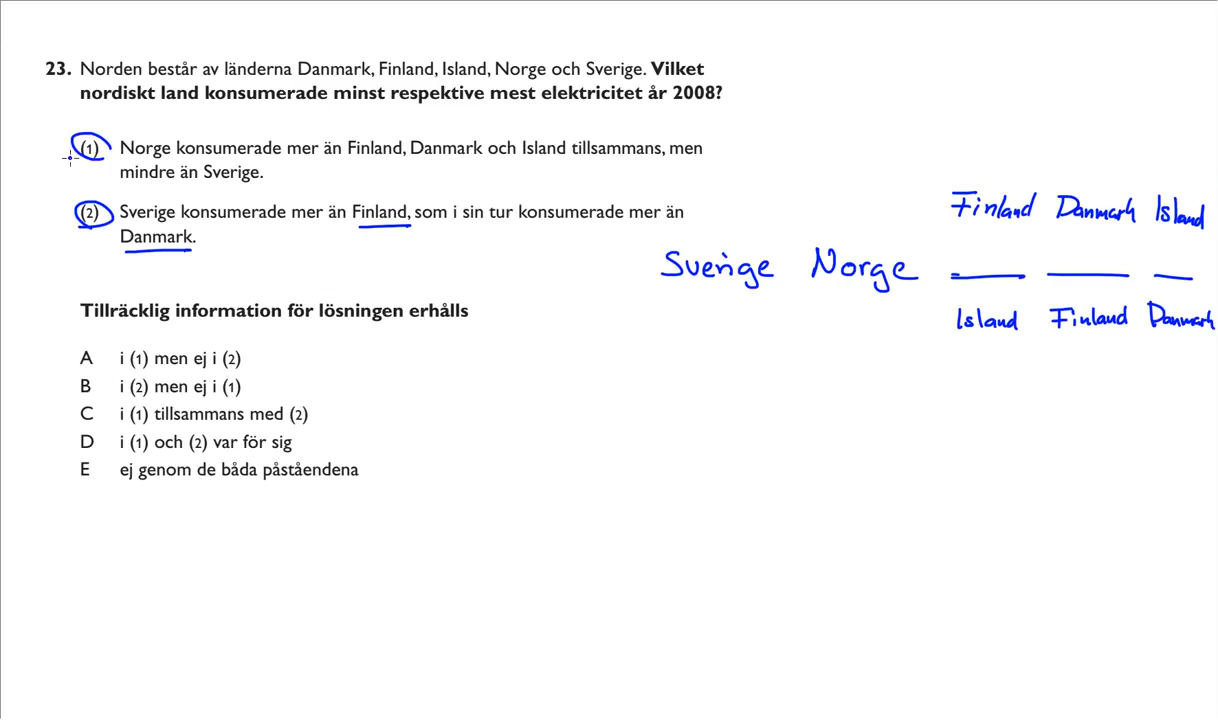 23. Norden består av länderna Danmark, Finland, Island, Norge och Sverige. Vilket
nordiskt land konsumerade minst respektive mest elektricitet år 2008?
(1) Norge konsumerade mer än Finland, Danmark och Island tillsammans, men
mindre än Sverige.
(2) Sverige konsumerade mer än Finland, som i sin tur konsumerade mer än
Danmark.
Finland Danmark Island
Sverige Norge
Island Finland Danmark
Tillräcklig information för lösningen erhålls
A i (1) men ej i (2)
B i (2) men ej i (1)
C i (1) tillsammans med (2)
D i (1) och (2) var för sig
E ej genom de båda påståendena